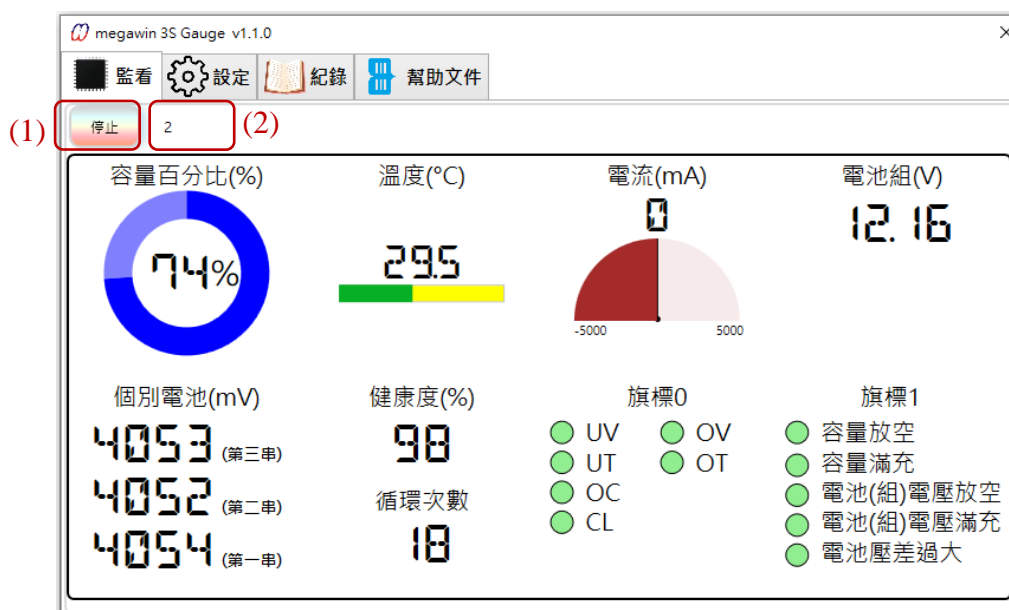 megawin 3S Gauge v1.1.0
監看 設定 紀錄 幫助文件
(1) 停止 2 (2)
容量百分比(%) 溫度(°C) 電流(mA) 電池組(V)
74% 29.5 0 12.16
-5000 5000
個別電池(mV) 健康度(%) 旗標0 旗標1
4053 (第三串) 98 UV OV 容量放空
UT OT 容量滿充
4052 (第二串) 循環次數 OC 電池(組)電壓放空
CL 電池(組)電壓滿充
4054 (第一串) 18 電池壓差過大